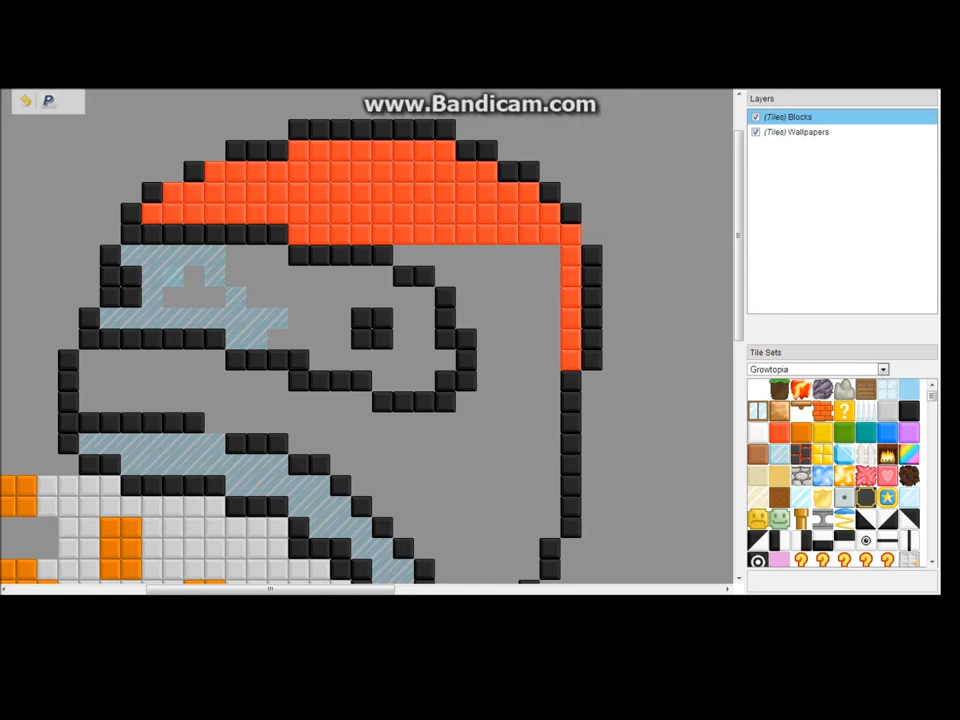 www.Bandicam.com
Layers
(Tiles) Blocks
(Tiles) Wallpapers
Tile Sets
Growtopia